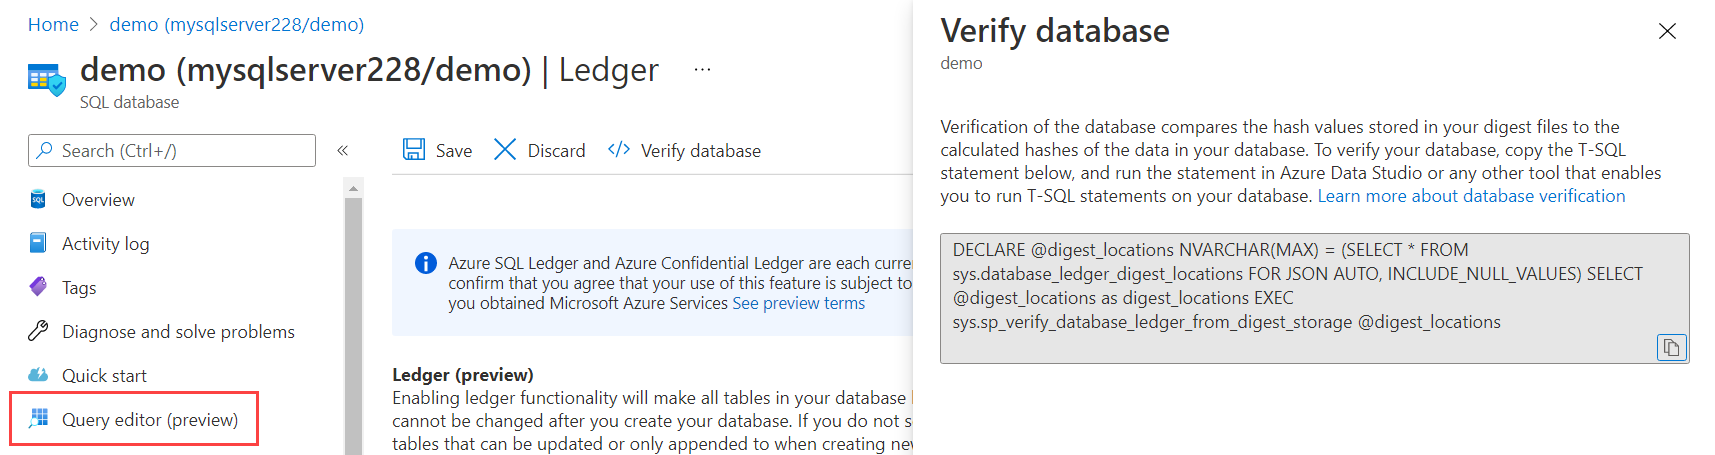 Home > demo (mysqlserver228/demo)
demo (mysqlserver228/demo) | Ledger ...
SQL database
Search (Ctrl+/)
«
Overview
Activity log
Tags
Diagnose and solve problems
Quick start
Query editor (preview)
Save
Discard
</> Verify database
Azure SQL Ledger and Azure Confidential Ledger are each curre
confirm that you agree that your use of this feature is subject to
you obtained Microsoft Azure Services See preview terms
Ledger (preview)
Enabling ledger functionality will make all tables in your database
cannot be changed after you create your database. If you do not s
tables that can be updated or only appended to when creating ne
Verify database
demo
Verification of the database compares the hash values stored in your digest files to the
calculated hashes of the data in your database. To verify your database, copy the T-SQL
statement below, and run the statement in Azure Data Studio or any other tool that enables
you to run T-SQL statements on your database. Learn more about database verification
DECLARE @digest_locations NVARCHAR(MAX) = (SELECT * FROM
sys.database_ledger_digest_locations FOR JSON AUTO, INCLUDE_NULL_VALUES) SELECT
@digest_locations as digest_locations EXEC
sys.sp_verify_database_ledger_from_digest_storage @digest_locations